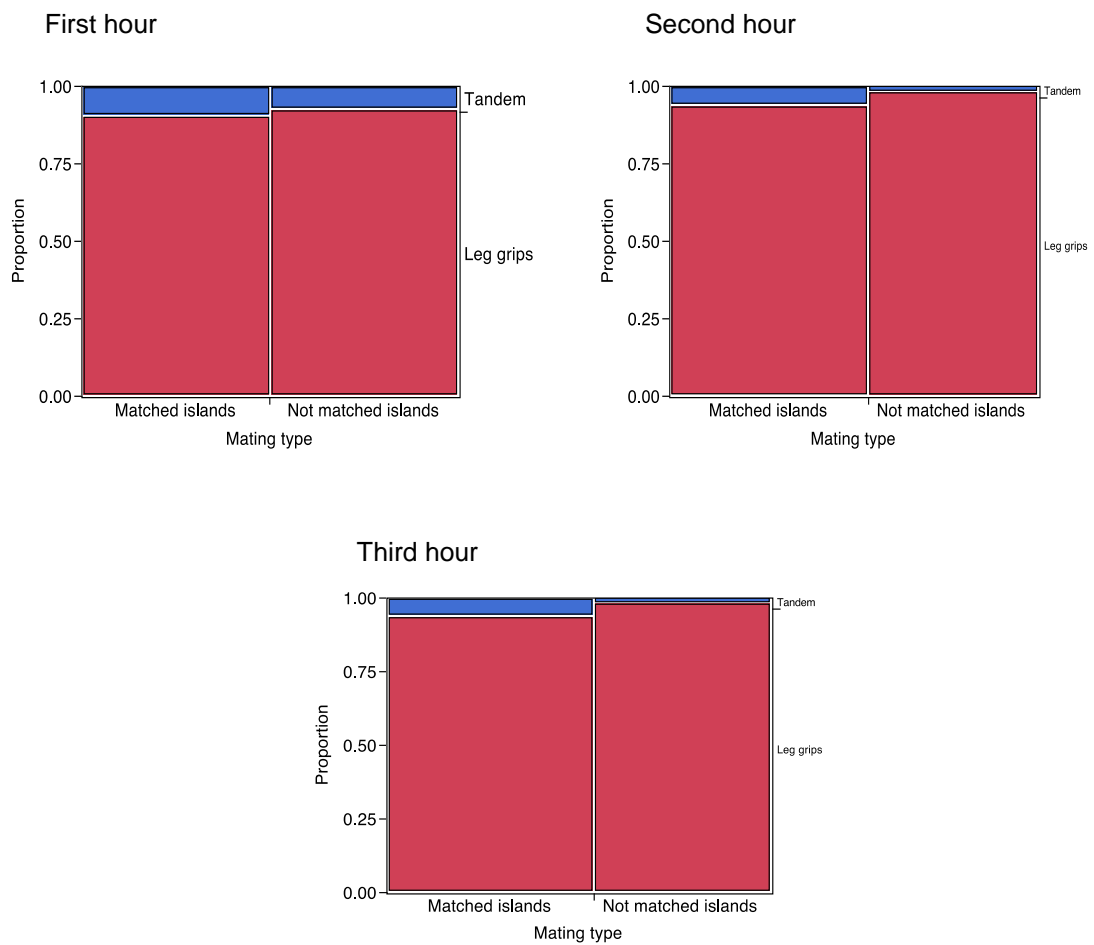 First hour
1.00
0.75
0.50
0.25
0.00
Proportion
Tandem
Leg grips
Matched islands Not matched islands
Mating type
Second hour
1.00
0.75
0.50
0.25
0.00
Proportion
Tandem
Leg grips
Matched islands Not matched islands
Mating type
Third hour
1.00
0.75
0.50
0.25
0.00
Proportion
Tandem
Leg grips
Matched islands Not matched islands
Mating type